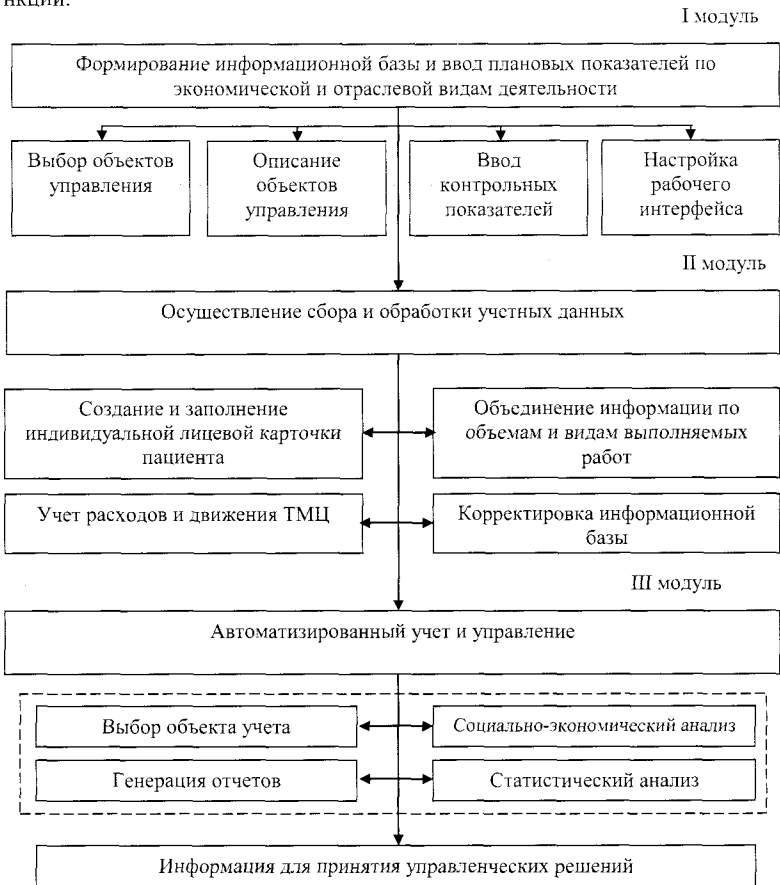 нкций.
I модуль
Формирование информационной базы и ввод плановых показателей по
экономической и отраслевой видам деятельности
Выбор объектов
управления
Описание
объектов
управления
Ввод
контрольных
показателей
Настройка
рабочего
интерфейса
II модуль
Осуществление сбора и обработки учетных данных
Создание и заполнение
индивидуальной лицевой карточки
пациента
Объединение информации по
объемам и видам выполняемых
работ
Учет расходов и движения ТМЦ
Корректировка информационной
базы
III модуль
Автоматизированный учет и управление
Выбор объекта учета
Социально-экономический анализ
Генерация отчетов
Статистический анализ
Информация для принятия управленческих решений